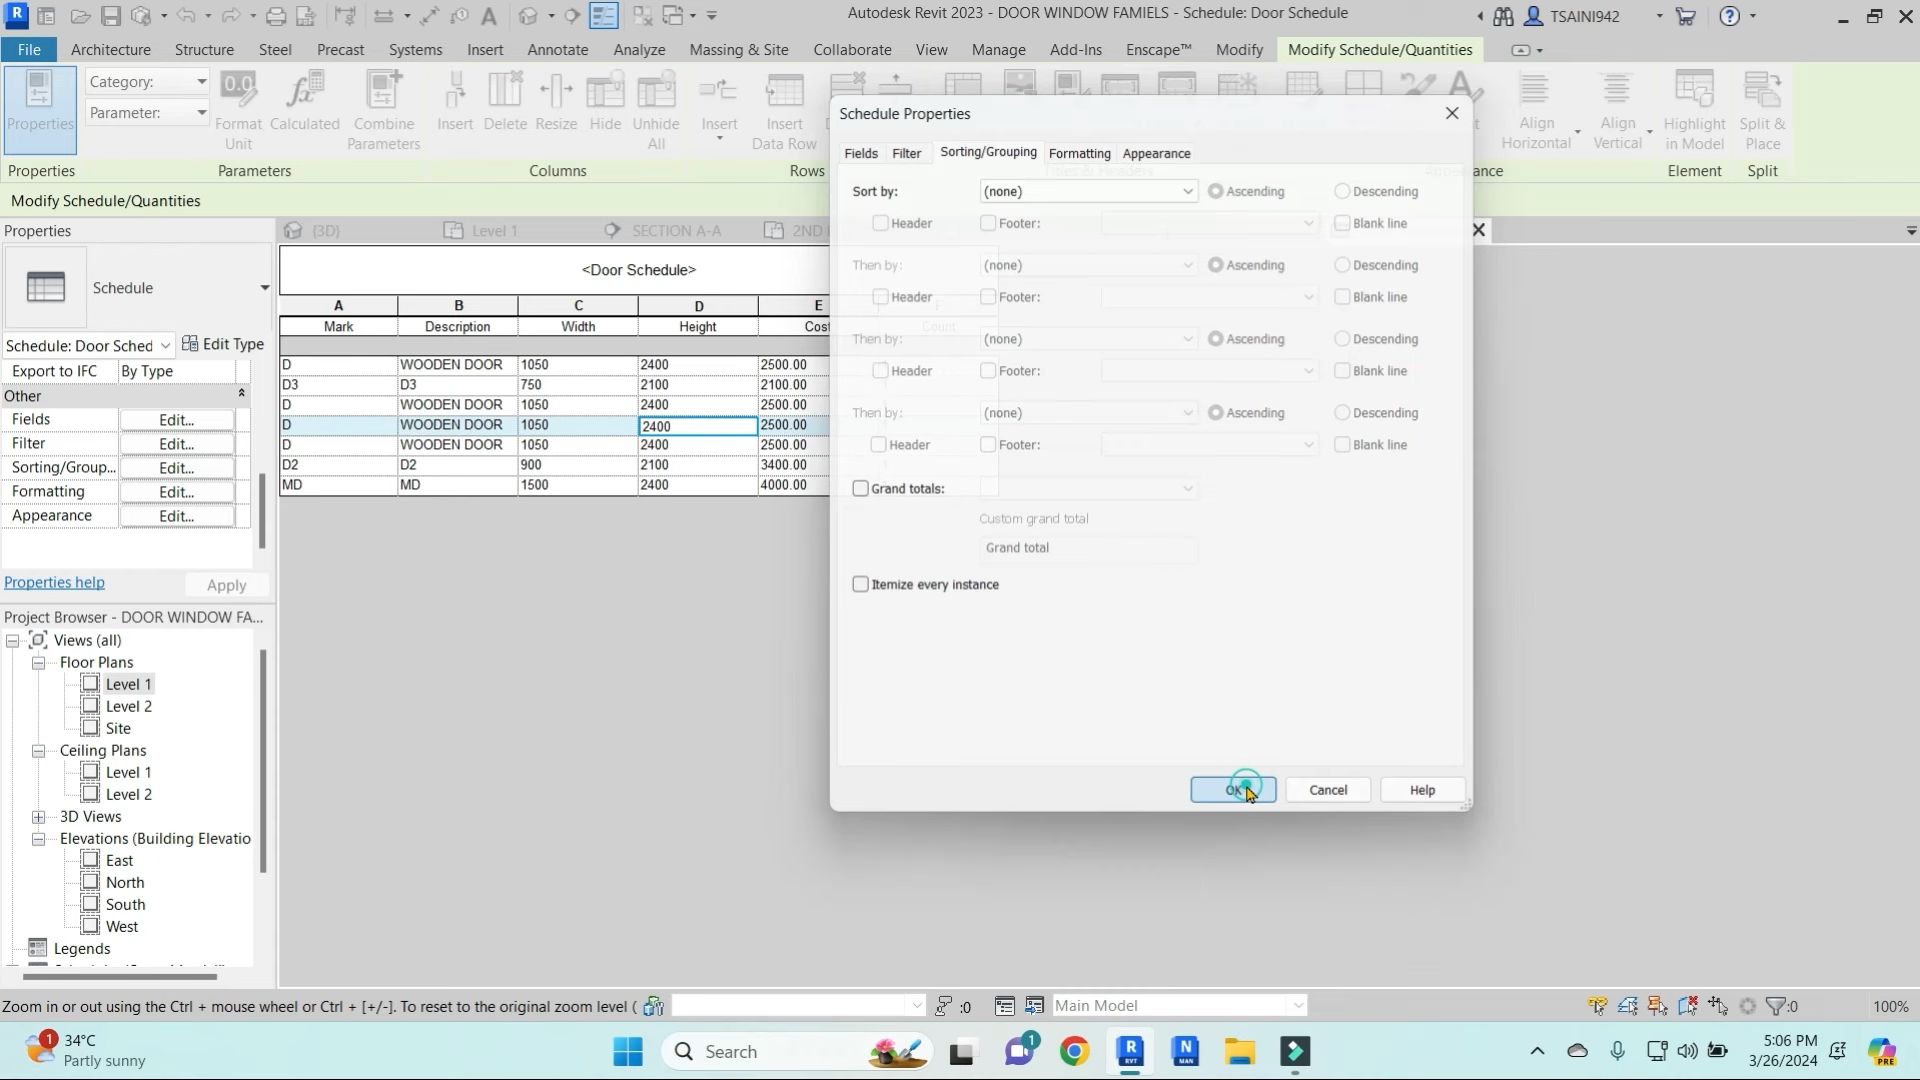 Autodesk Revit 2023 - DOOR WINDOW FAMIELS - Schedule: Door Schedule
TSAINI942
File Architecture Structure Steel Precast Systems Insert Annotate Analyze Massing & Site Collaborate View Manage Add-Ins Enscape™ Modify Modify Schedule/Quantities
Properties
Category:
Parameter:
Format Unit
Calculated
Combine Parameters
Insert
Delete
Resize
Hide
Unhide All
Insert
Insert Data Row
Align Horizontal
Align Vertical
Highlight in Model
Split & Place
Properties Parameters Columns Rows Element Split
Modify Schedule/Quantities
Properties
{3D} Level 1 SECTION A-A 2ND
Schedule
Schedule: Door Sched
Edit Type
Export to IFC By Type
Other
Fields Edit...
Filter Edit...
Sorting/Group... Edit...
Formatting Edit...
Appearance Edit...
Properties help
Apply
Project Browser - DOOR WINDOW FA...
Views (all)
Floor Plans
Level 1
Level 2
Site
Ceiling Plans
Level 1
Level 2
3D Views
Elevations (Building Elevatio
East
North
South
West
Legends
<Door Schedule>
A B C D E
Mark Description Width Height Cost Count
D WOODEN DOOR 1050 2400 2500.00
D3 D3 750 2100 2100.00
D WOODEN DOOR 1050 2400 2500.00
D WOODEN DOOR 1050 2400 2500.00
D WOODEN DOOR 1050 2400 2500.00
D2 D2 900 2100 3400.00
MD MD 1500 2400 4000.00
Schedule Properties
Fields Filter Sorting/Grouping Formatting Appearance
Sort by: (none) Ascending Descending
Header Footer: Blank line
Then by: (none) Ascending Descending
Header Footer: Blank line
Then by: (none) Ascending Descending
Header Footer: Blank line
Then by: (none) Ascending Descending
Header Footer: Blank line
Grand totals:
Custom grand total
Grand total
Itemize every instance
OK Cancel Help
Zoom in or out using the Ctrl + mouse wheel or Ctrl + [+/-]. To reset to the original zoom level (
:0
Main Model
:0
100%
1
34°C
Partly sunny
Search
1
5:06 PM
3/26/2024